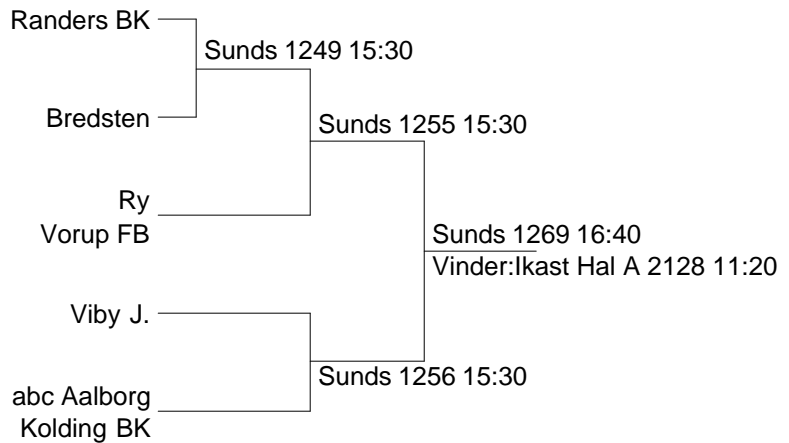 Randers BK
Sunds 1249 15:30
Bredsten
Sunds 1255 15:30
Ry
Vorup FB
Sunds 1269 16:40
Vinder:Ikast Hal A 2128 11:20
Viby J.
Sunds 1256 15:30
abc Aalborg
Kolding BK